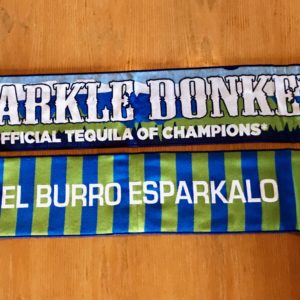 ARKLE DONKE
FFICIAL TEQUILA OF CHAMPIONS*
EL BURRO ESPARKALO